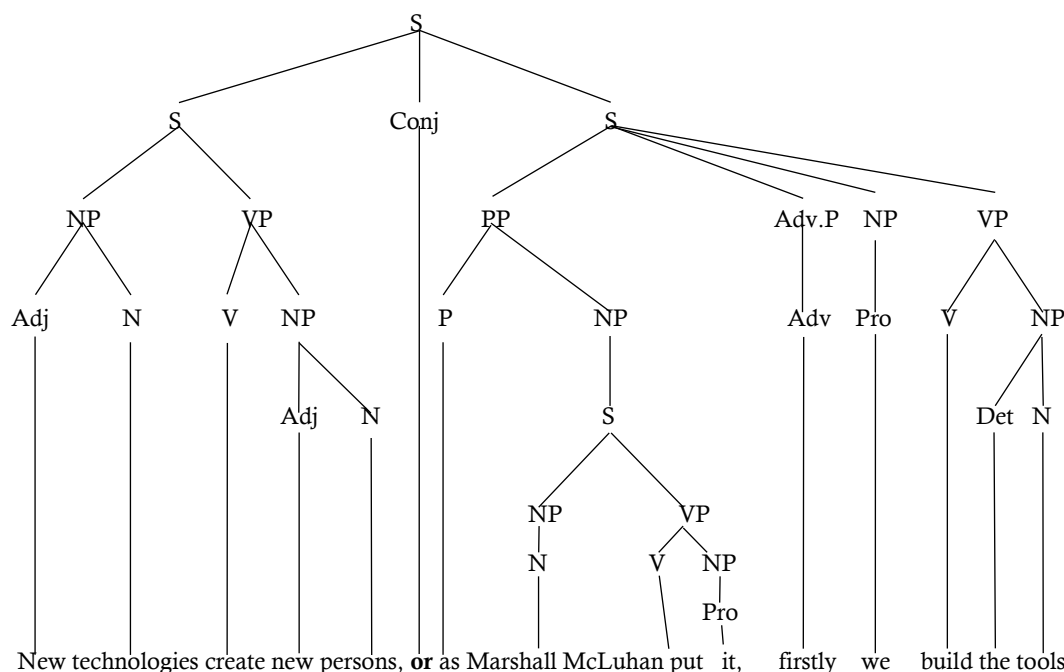 S
S Conj S
NP VP PP Adv.P NP VP
Adj N V NP P NP Adv Pro V NP
Adj N S Det N
NP VP
N V NP
Pro
New technologies create new persons, or as Marshall McLuhan put it, firstly we build the tools